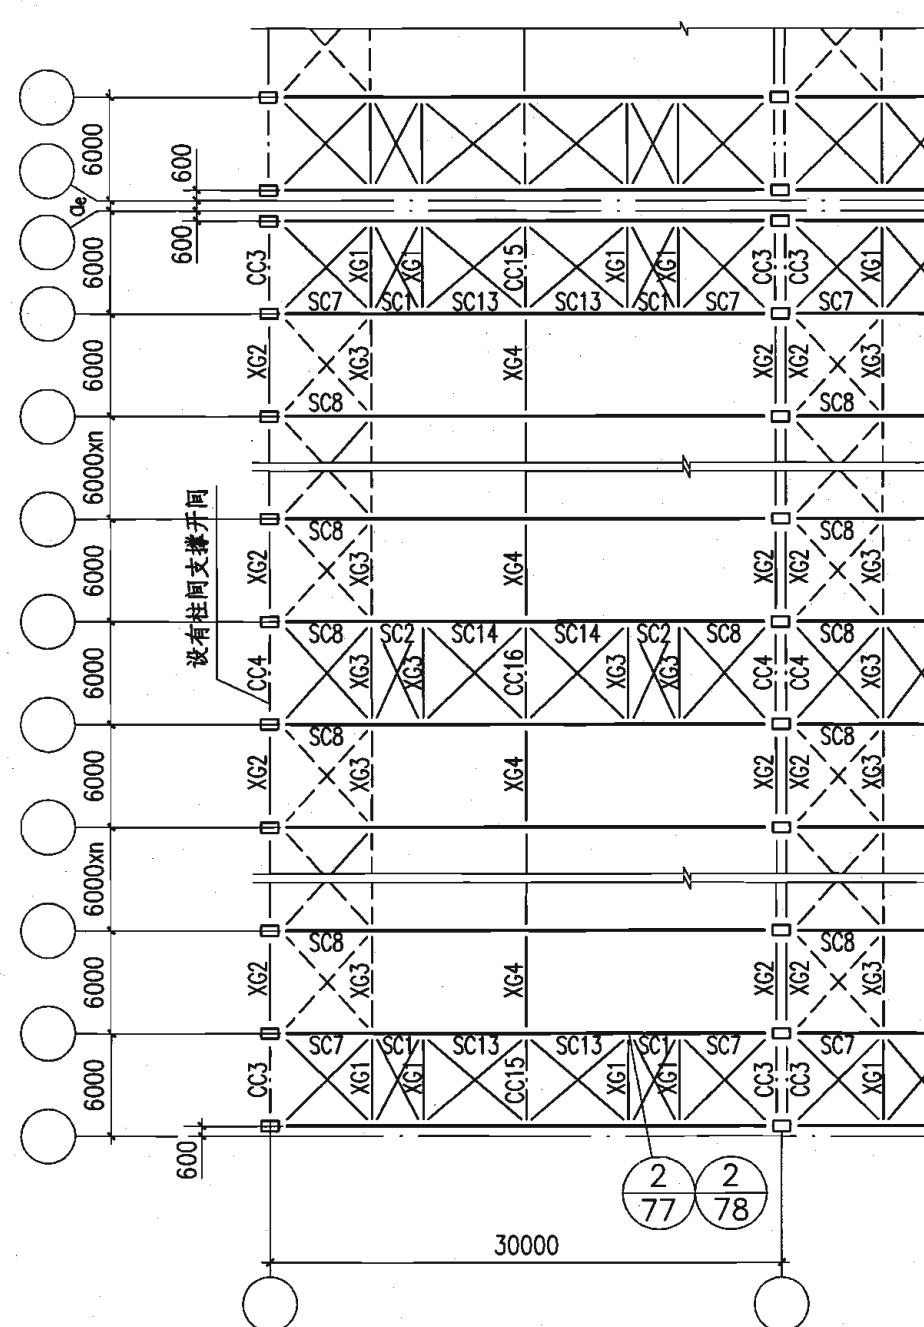 6000
600
ae
6000
600
CC3
XG1
XG1
CC15
XG1
XG1
CC3
CC3
XG1
SC7
SC1
SC13
SC13
SC1
SC7
SC7
6000
XG2
XG3
XG4
XG2
XG2
XG3
SC8
SC8
6000xn
设有柱间支撑开间
SC8
SC8
6000
XG2
XG3
XG4
XG2
XG2
XG3
SC8
SC2
SC14
SC14
SC2
SC8
SC8
6000
CC4
XG3
XG3
CC16
XG3
XG3
CC4
CC4
XG3
SC8
SC8
6000
XG2
XG3
XG4
XG2
XG2
XG3
6000xn
SC8
SC8
6000
XG2
XG3
XG4
XG2
XG2
XG3
SC7
SC1
SC13
SC13
SC1
SC7
SC7
6000
CC3
XG1
XG1
CC15
XG1
XG1
CC3
CC3
XG1
600
2
77
2
78
30000